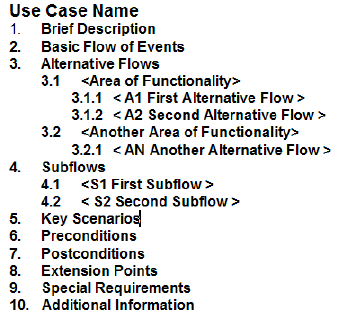 Use Case Name
1. Brief Description
2. Basic Flow of Events
3. Alternative Flows
3.1 <Area of Functionality>
3.1.1 < A1 First Alternative Flow >
3.1.2 < A2 Second Alternative Flow >
3.2 <Another Area of Functionality>
3.2.1 < AN Another Alternative Flow >
4. Subflows
4.1 <S1 First Subflow >
4.2 < S2 Second Subflow >
5. Key Scenarios
6. Preconditions
7. Postconditions
8. Extension Points
9. Special Requirements
10. Additional Information